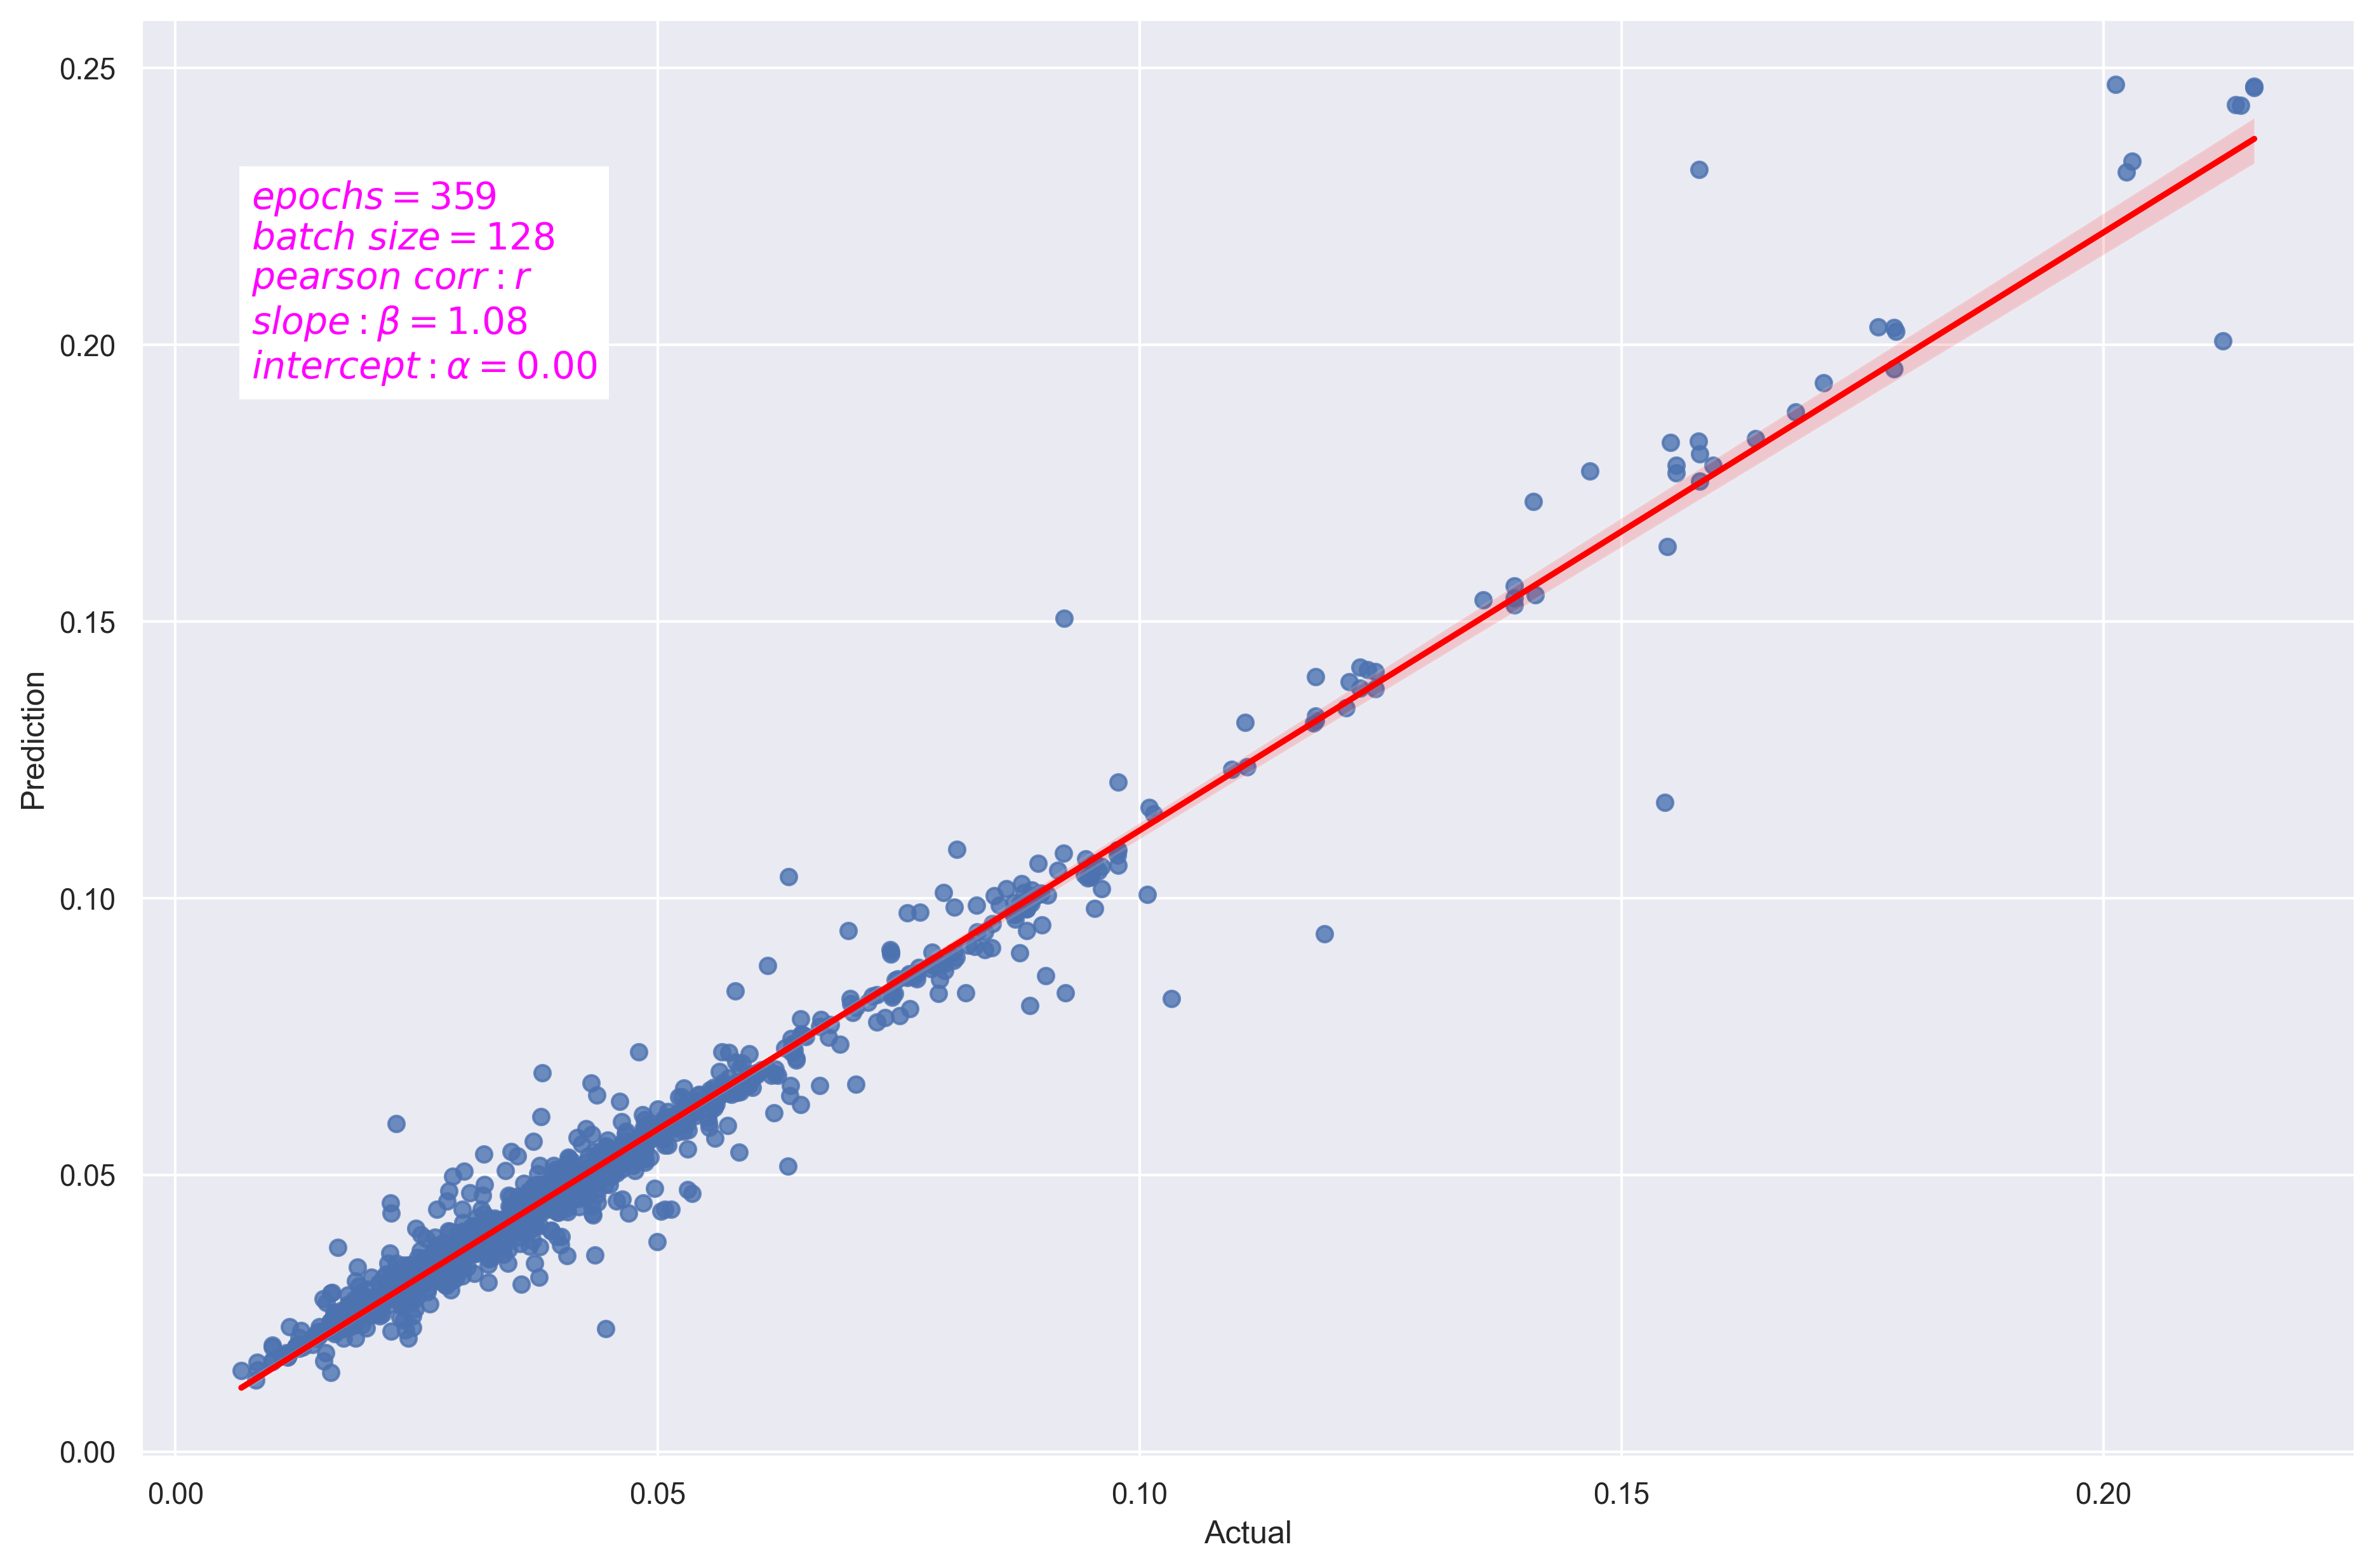 0.25
epochs = 359
batch size = 128
pearson corr : r
slope : β = 1.08
intercept : α = 0.00
0.20
0.15
Prediction
0.10
0.05
0.00
0.00 0.05 0.10 0.15 0.20
Actual